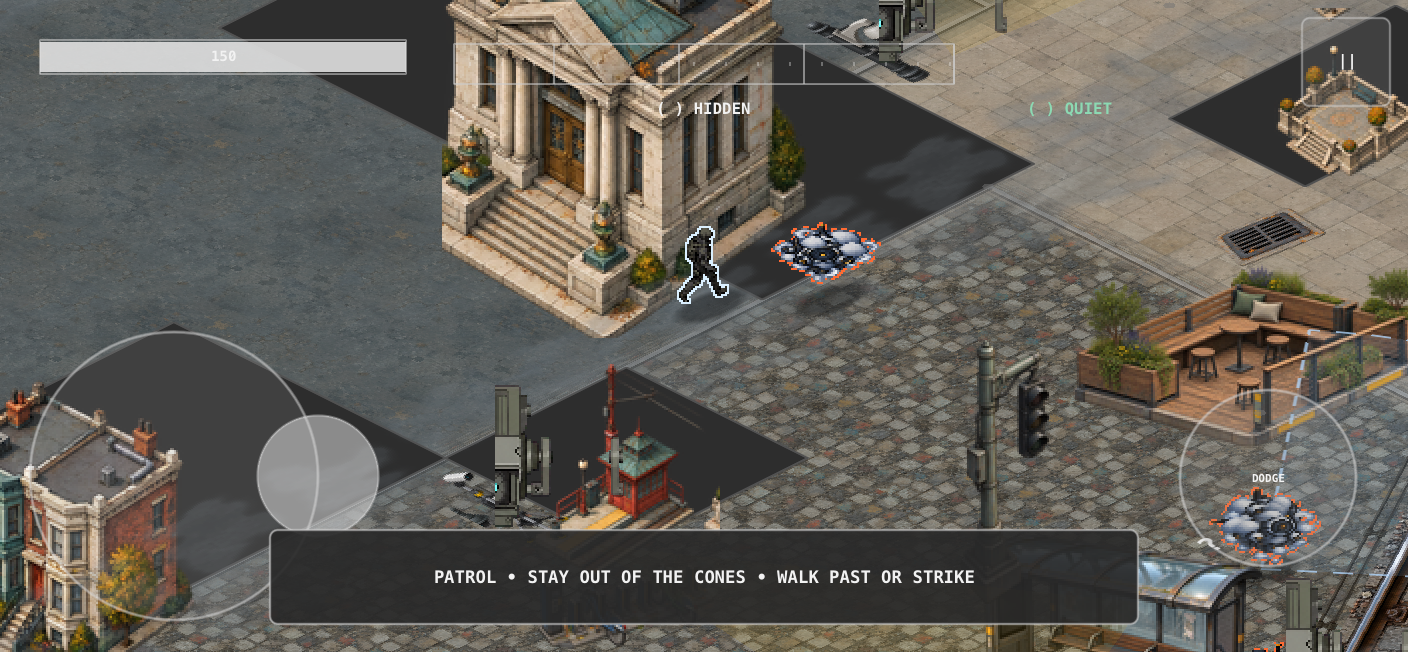 150
( ) HIDDEN
( ) QUIET
DODGE
PATROL • STAY OUT OF THE CONES • WALK PAST OR STRIKE